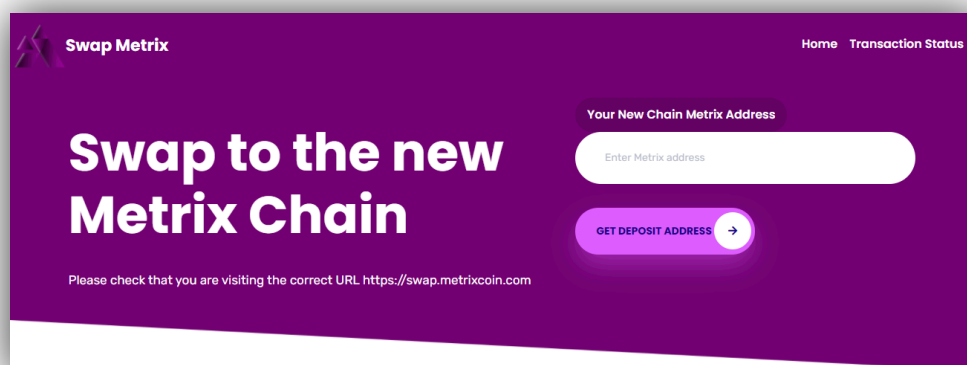 Swap Metrix
Home Transaction Status
Swap to the new
Metrix Chain
Please check that you are visiting the correct URL https://swap.metrixcoin.com
Your New Chain Metrix Address
Enter Metrix address
GET DEPOSIT ADDRESS